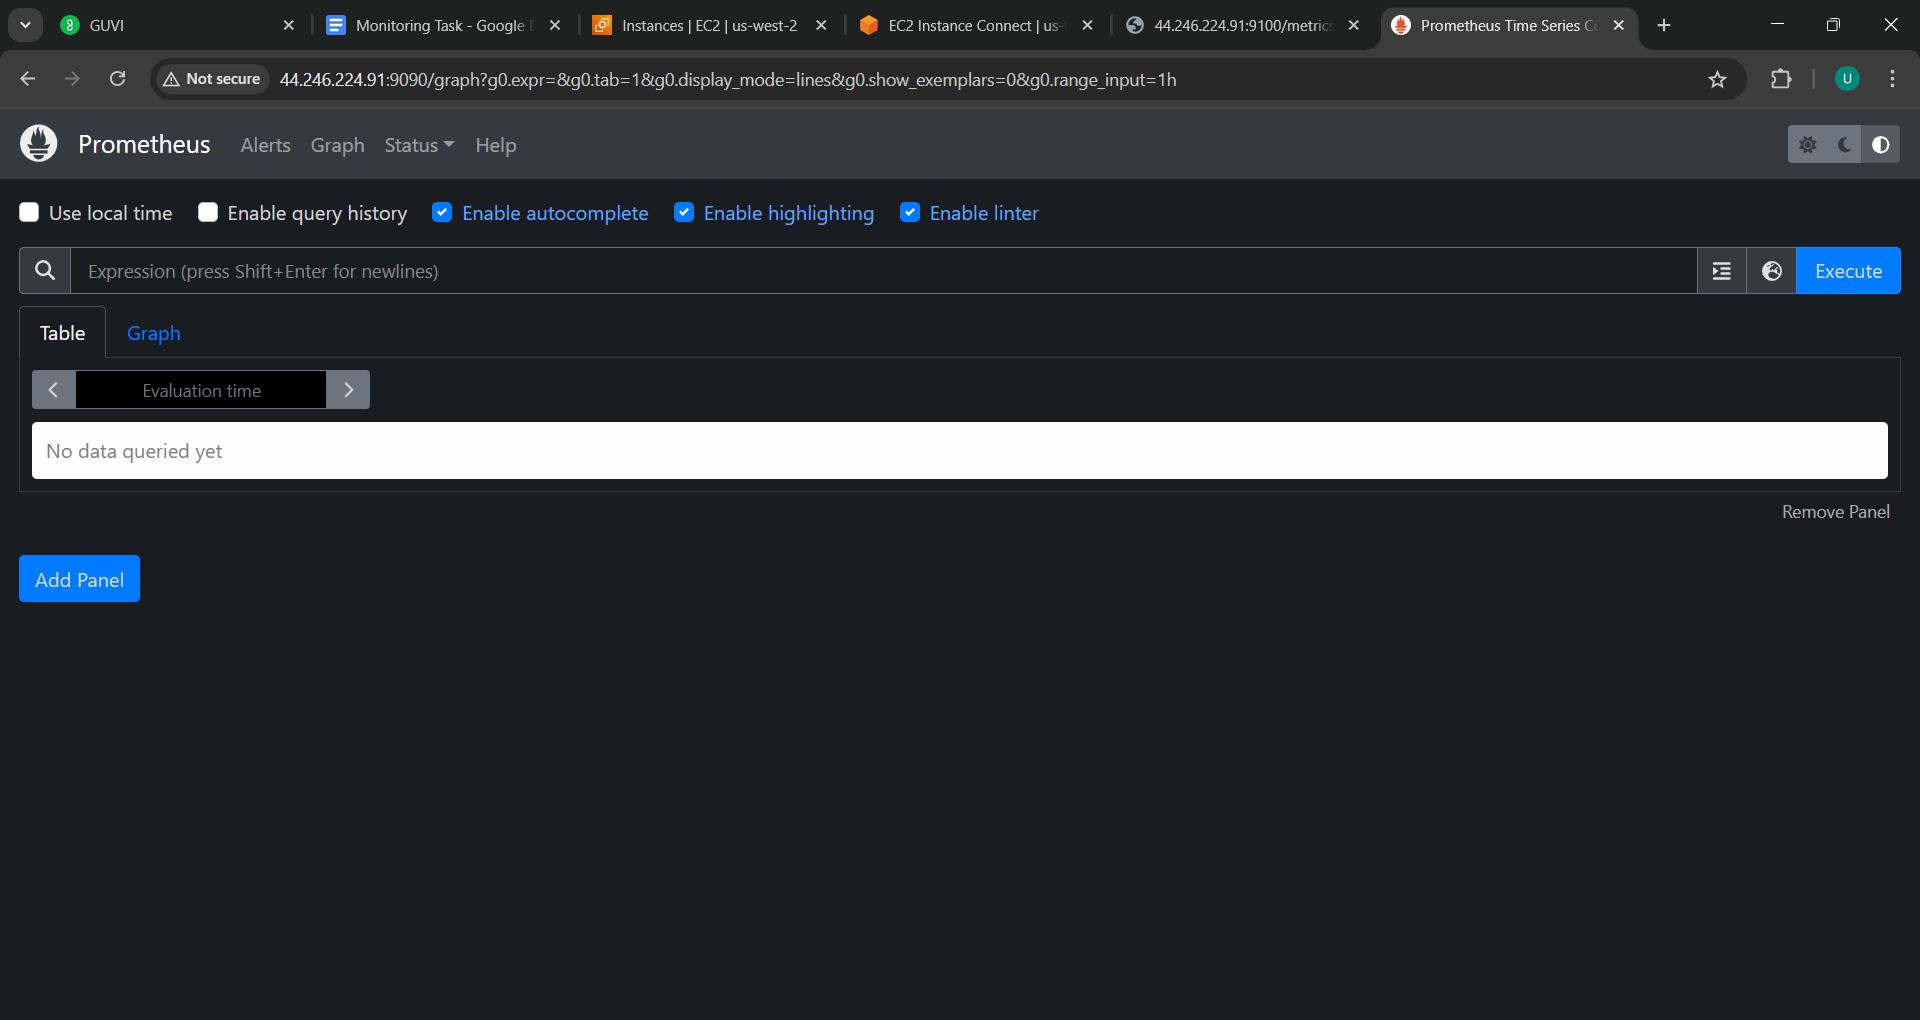 GUVI
Monitoring Task - Google
Instances | EC2 | us-west-2
EC2 Instance Connect | us-
44.246.224.91:9100/metric
Prometheus Time Series C
Not secure
44.246.224.91:9090/graph?g0.expr=&g0.tab=1&g0.display_mode=lines&g0.show_exemplars=0&g0.range_input=1h
U
Prometheus
Alerts
Graph
Status
Help
Use local time
Enable query history
Enable autocomplete
Enable highlighting
Enable linter
Expression (press Shift+Enter for newlines)
Execute
Table
Graph
Evaluation time
No data queried yet
Remove Panel
Add Panel